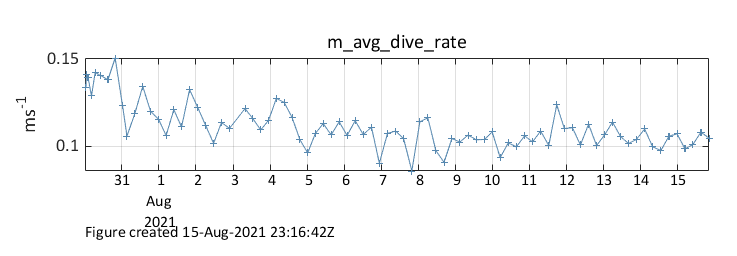 m_avg_dive_rate
0.15
0.1
ms-1
31 1 2 3 4 5 6 7 8 9 10 11 12 13 14 15
Aug
2021
Figure created 15-Aug-2021 23:16:42Z